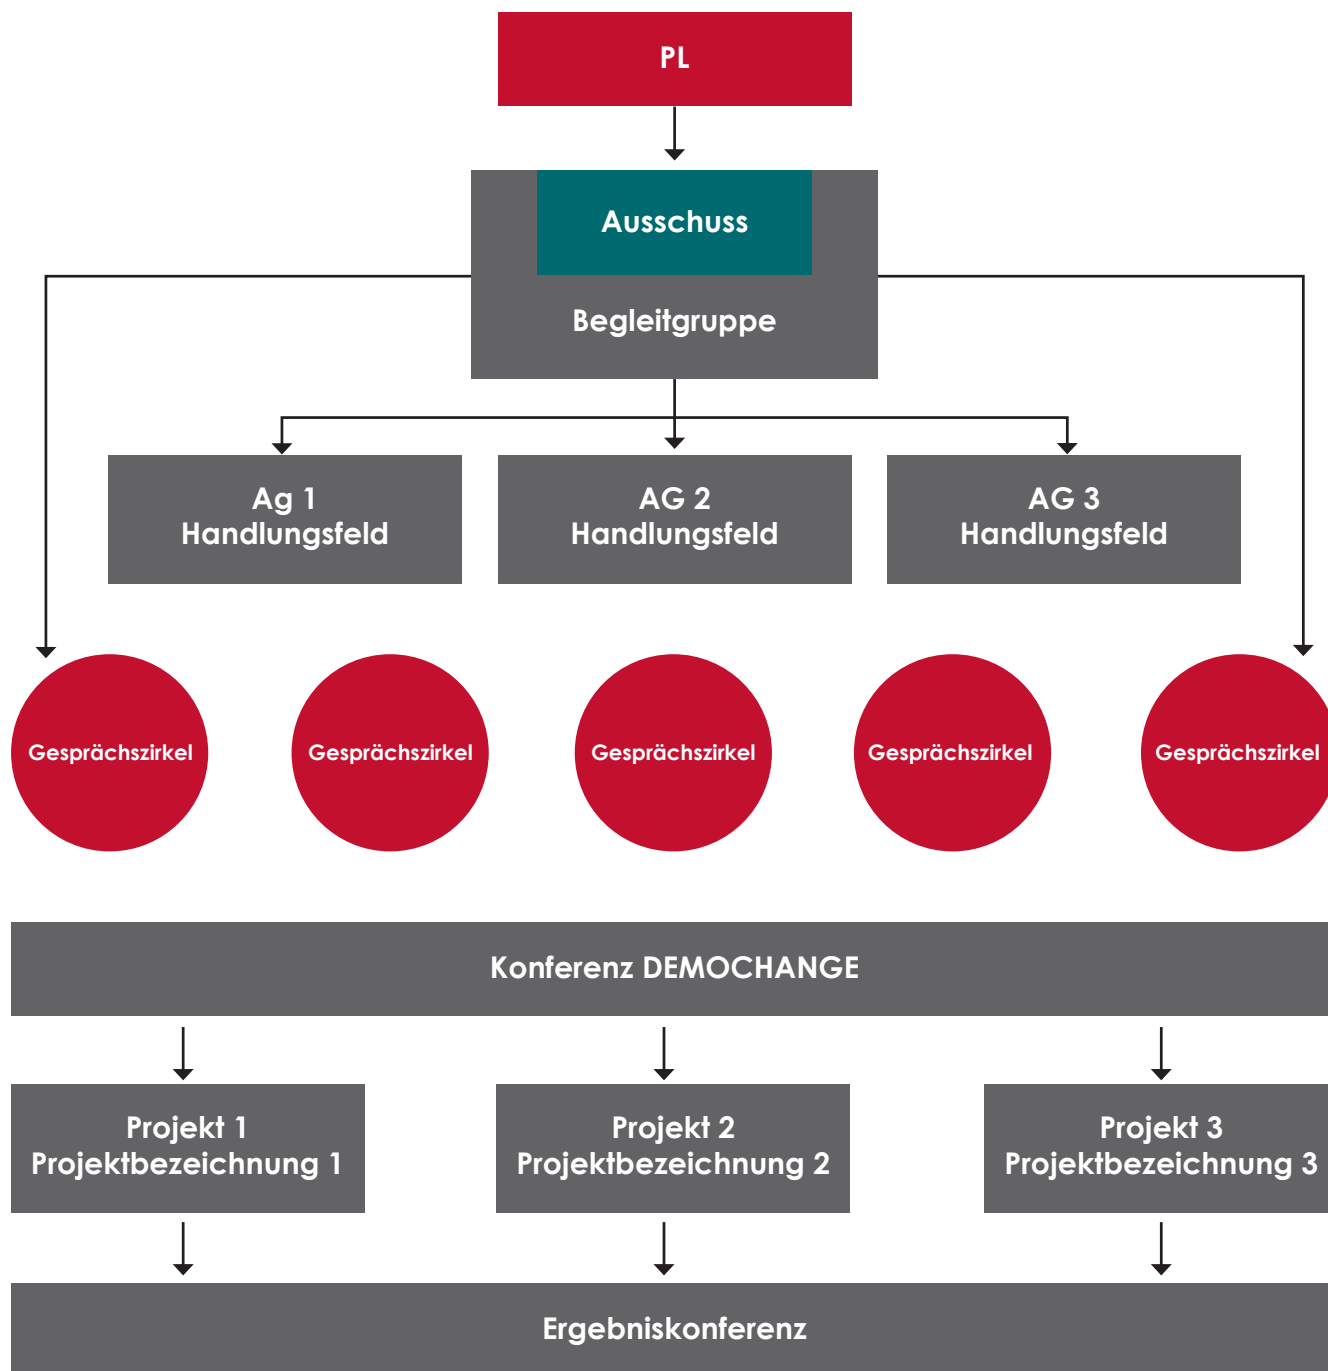 PL
Ausschuss
Begleitgruppe
Ag 1
Handlungsfeld
AG 2
Handlungsfeld
AG 3
Handlungsfeld
Gesprächszirkel
Gesprächszirkel
Gesprächszirkel
Gesprächszirkel
Gesprächszirkel
Konferenz DEMOCHANGE
Projekt 1
Projektbezeichnung 1
Projekt 2
Projektbezeichnung 2
Projekt 3
Projektbezeichnung 3
Ergebniskonferenz